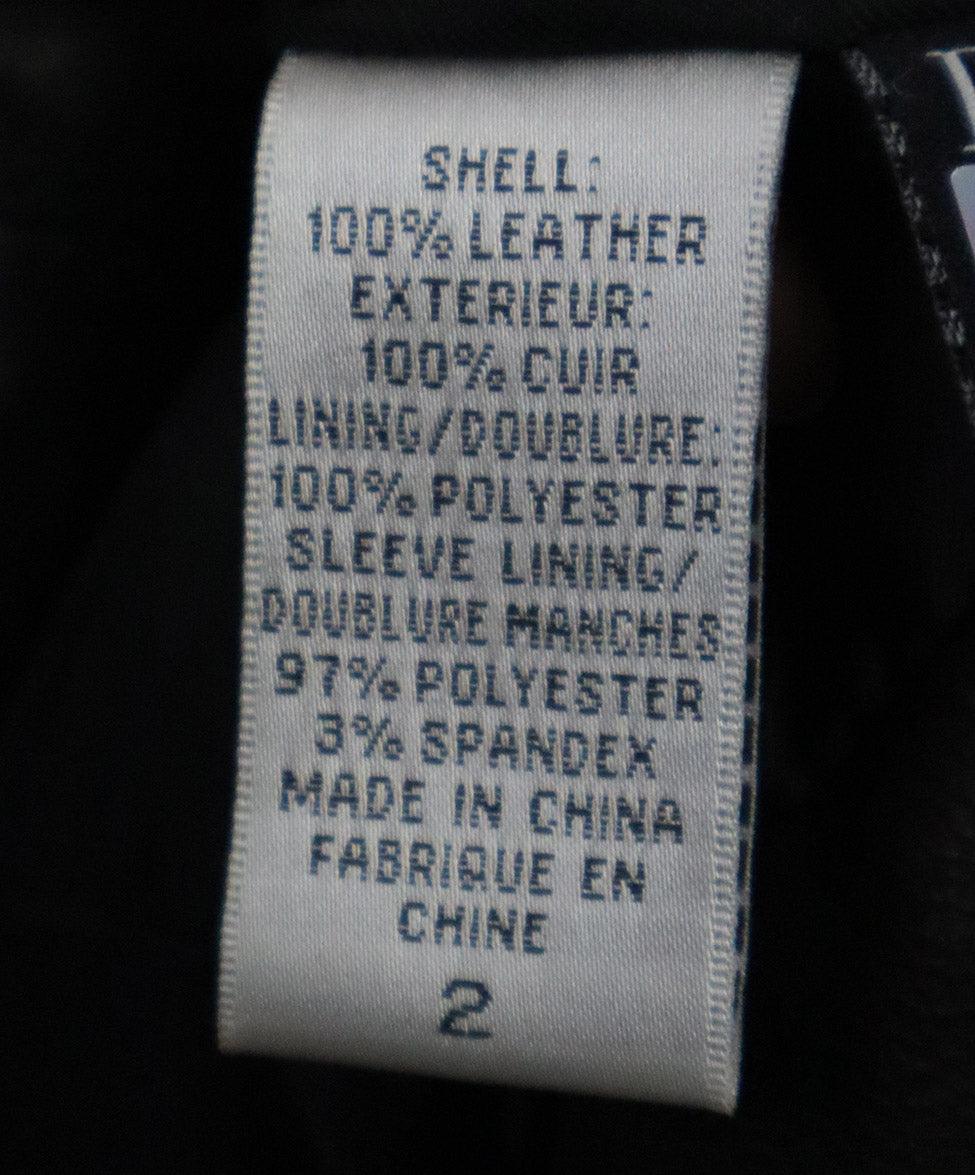 SHELL:
100% LEATHER
EXTERIEUR:
100% CUIR
LINING/DOUBLURE:
100% POLYESTER
SLEEVE LINING/
DOUBLURE MANCHES
97% POLYESTER
3% SPANDEX
MADE IN CHINA
FABRIQUE EN
CHINE
2